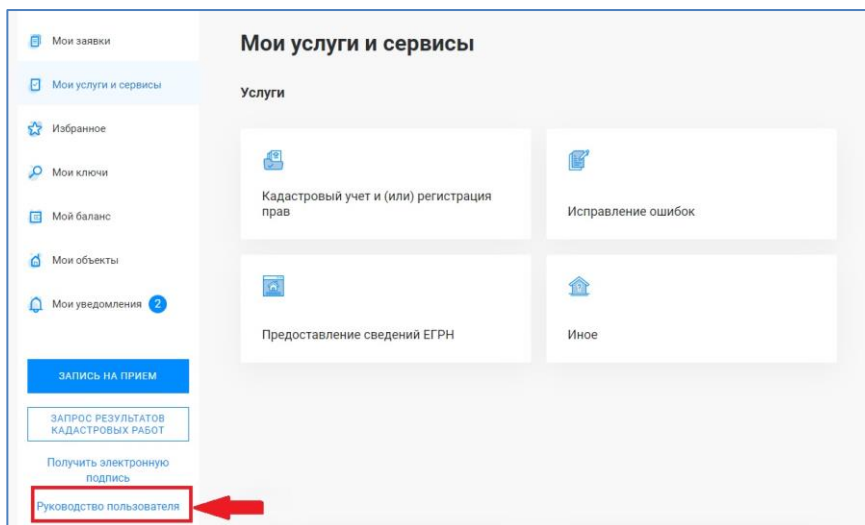 Мои заявки
Мои услуги и сервисы
Избранное
Мои ключи
Мой баланс
Мои объекты
Мои уведомления 2
ЗАПИСЬ НА ПРИЕМ
ЗАПРОС РЕЗУЛЬТАТОВ
КАДАСТРОВЫХ РАБОТ
Получить электронную
подпись
Руководство пользователя
Мои услуги и сервисы
Услуги
Кадастровый учет и (или) регистрация
прав
Исправление ошибок
Предоставление сведений ЕГРН
Иное